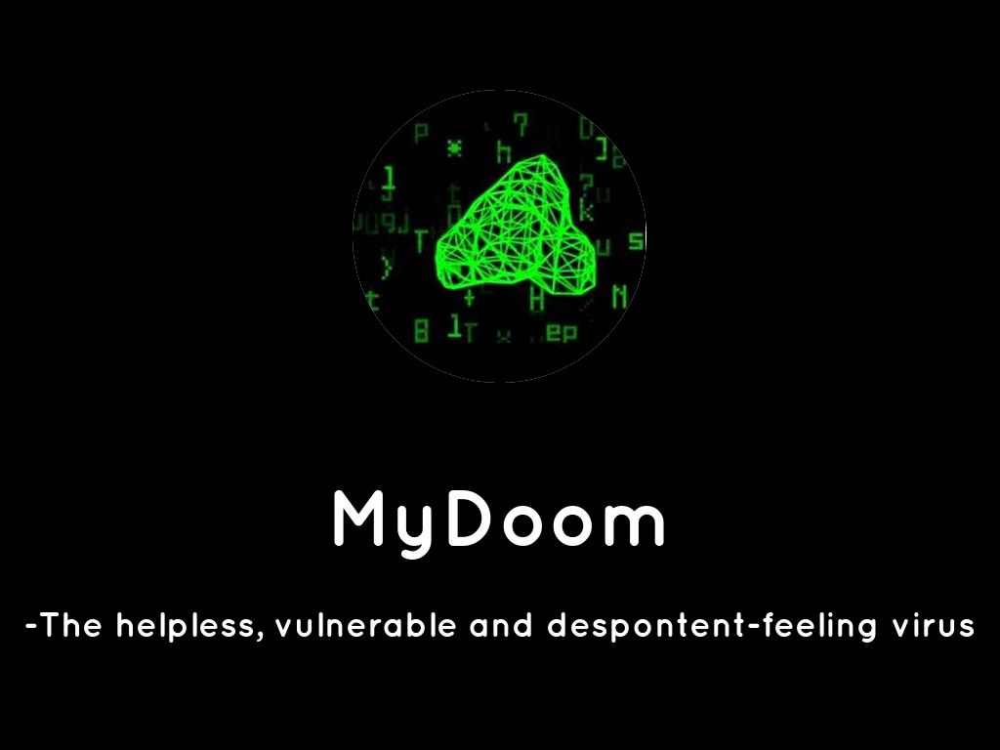 MyDoom
-The helpless, vulnerable and despontent-feeling virus